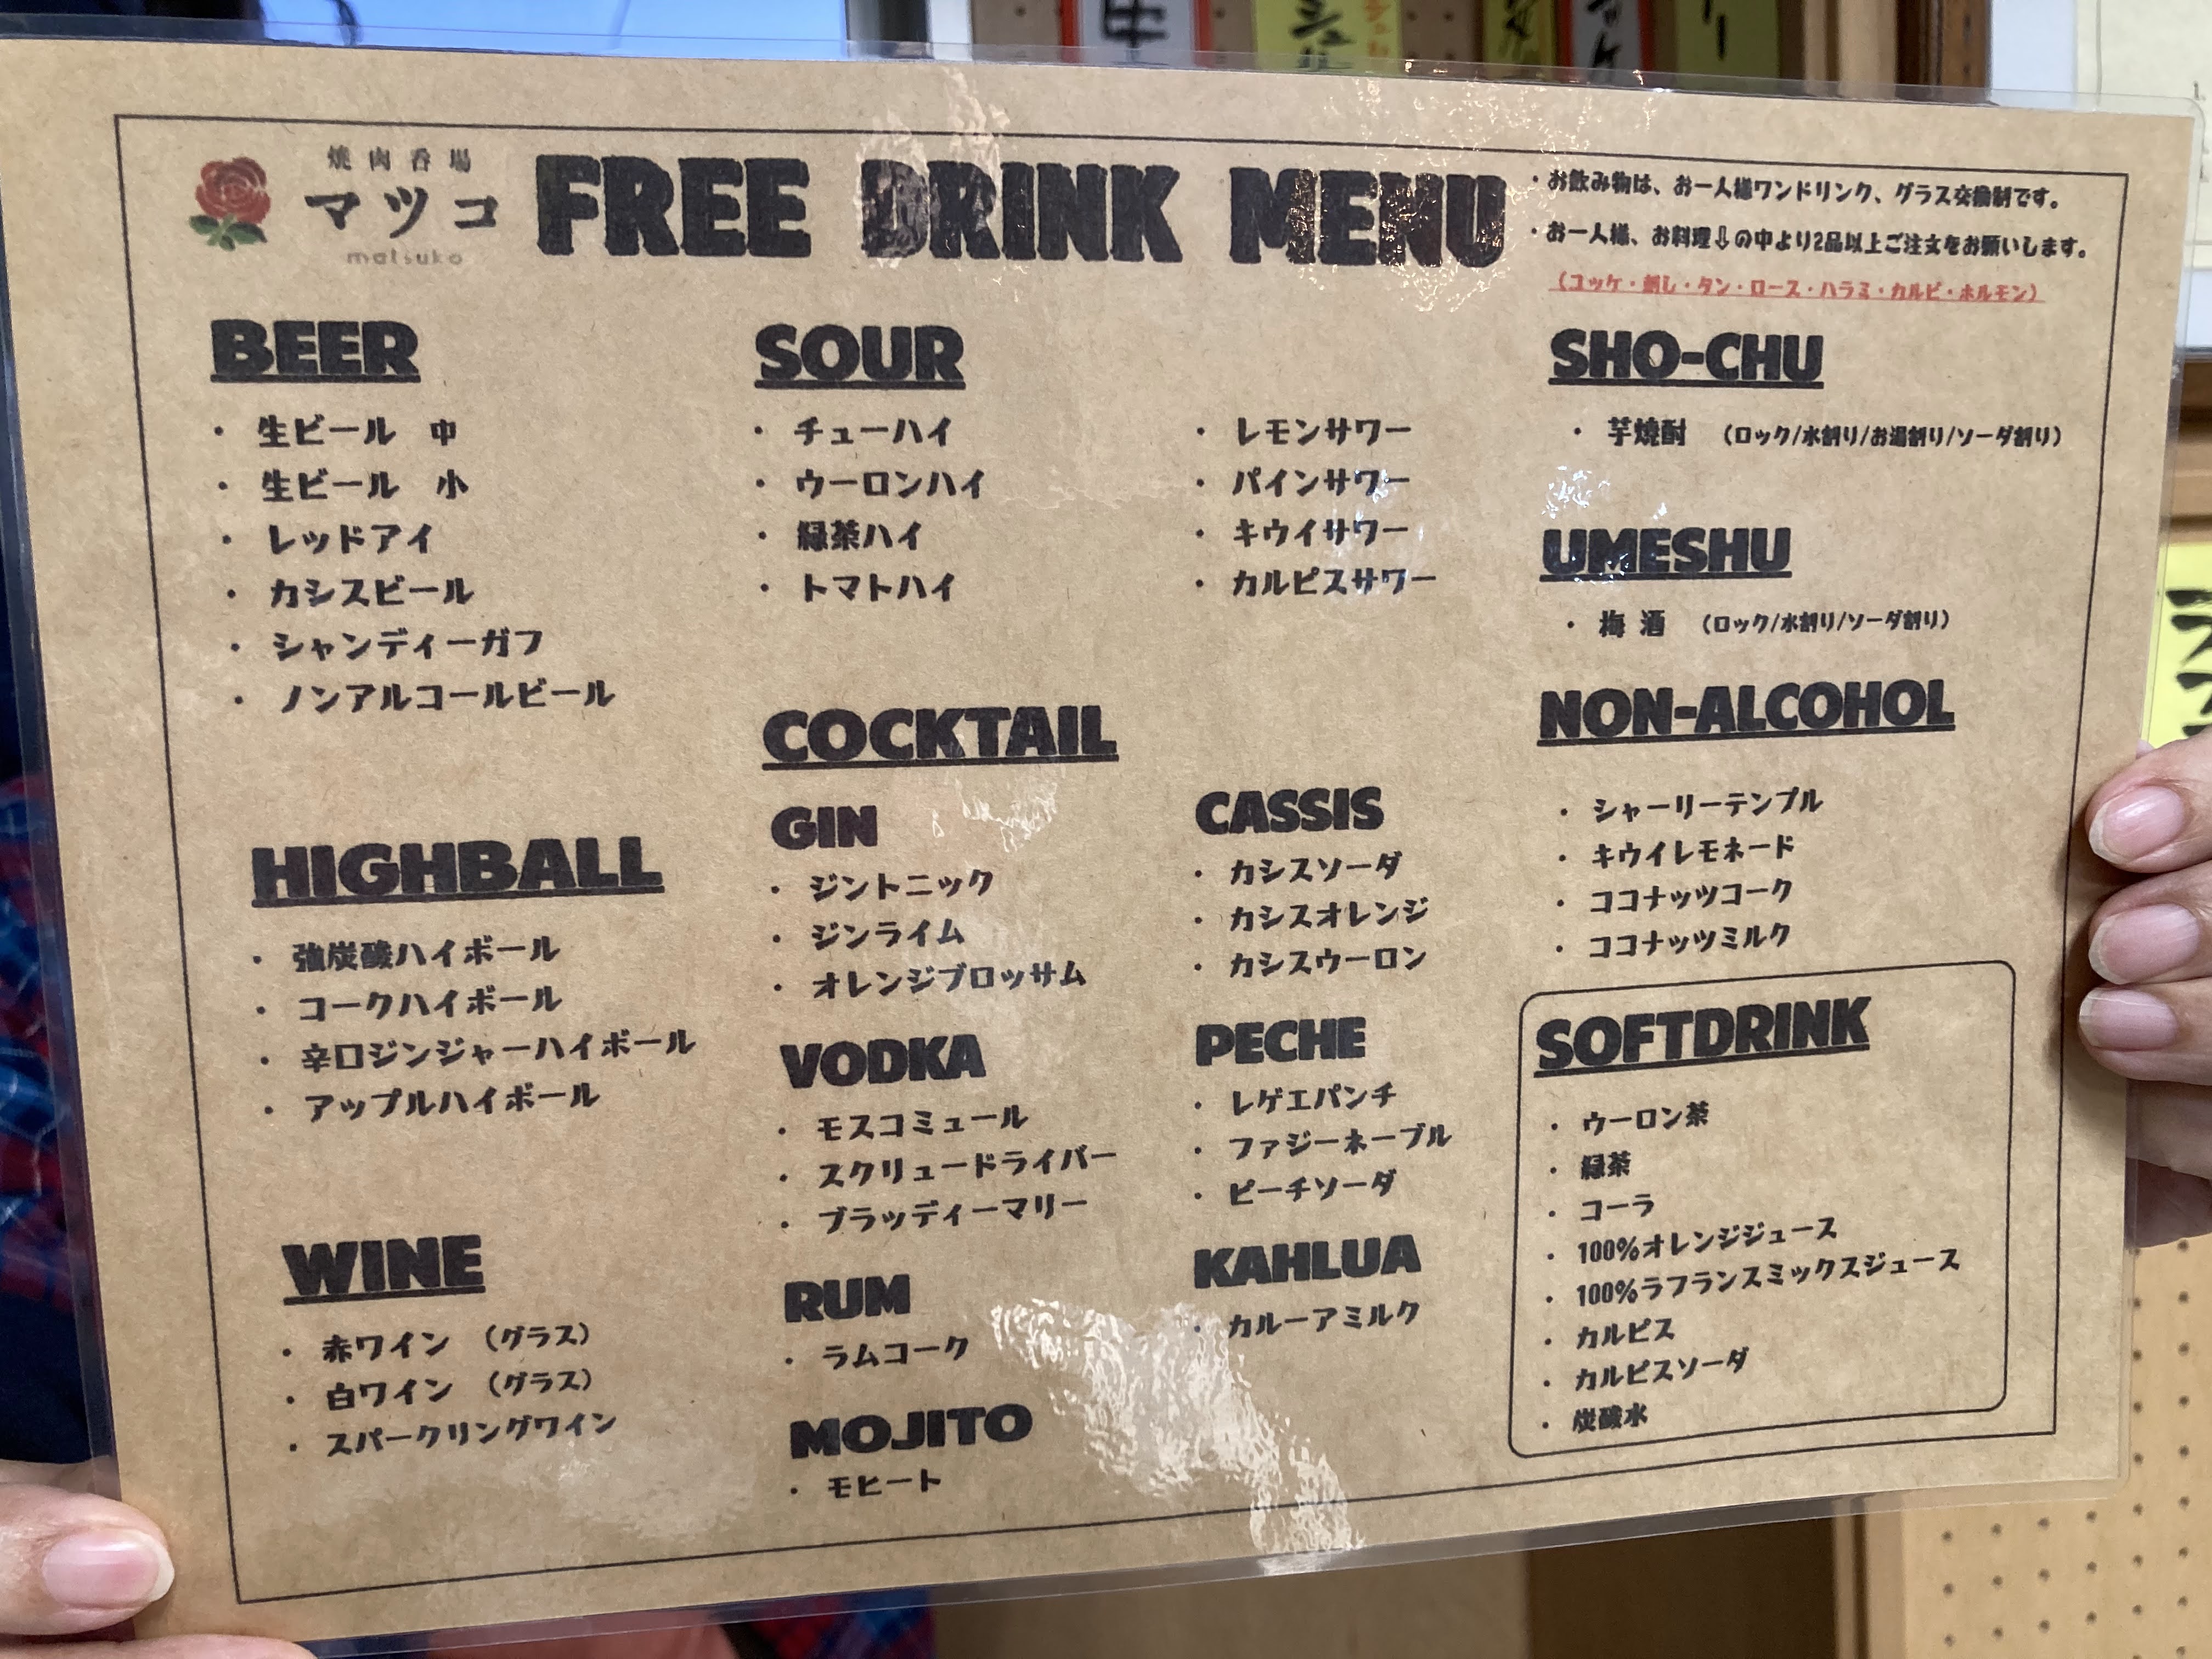 焼肉呑場
マツコ
matsuko
FREE DRINK MENU
・お飲み物は、お一人様ワンドリンク、グラス交換制です。
・お一人様、お料理⇩の中より2品以上ご注文をお願いします。
(ユッケ・刺し・タン・ロース・ハラミ・カルビ・ホルモン)
BEER
・生ビール 中
・生ビール 小
・レッドアイ
・カシスビール
・シャンディーガフ
・ノンアルコールビール
HIGHBALL
・強炭酸ハイボール
・コークハイボール
・辛口ジンジャーハイボール
・アップルハイボール
WINE
・赤ワイン (グラス)
・白ワイン (グラス)
・スパークリングワイン
SOUR
・チューハイ
・ウーロンハイ
・緑茶ハイ
・トマトハイ
・レモンサワー
・パインサワー
・キウイサワー
・カルピスサワー
COCKTAIL
GIN
・ジントニック
・ジンライム
・オレンジブロッサム
VODKA
・モスコミュール
・スクリュードライバー
・ブラッディーマリー
RUM
・ラムコーク
MOJITO
・モヒート
CASSIS
・カシスソーダ
・カシスオレンジ
・カシスウーロン
PECHE
・レゲエパンチ
・ファジーネーブル
・ピーチソーダ
KAHLUA
・カルーアミルク
SHO-CHU
・芋焼酎 (ロック/水割り/お湯割り/ソーダ割り)
UMESHU
・梅酒 (ロック/水割り/ソーダ割り)
NON-ALCOHOL
・シャーリーテンプル
・キウイレモネード
・ココナッツコーク
・ココナッツミルク
SOFTDRINK
・ウーロン茶
・緑茶
・コーラ
・100%オレンジジュース
・100%ラフランスミックスジュース
・カルピス
・カルピスソーダ
・炭酸水